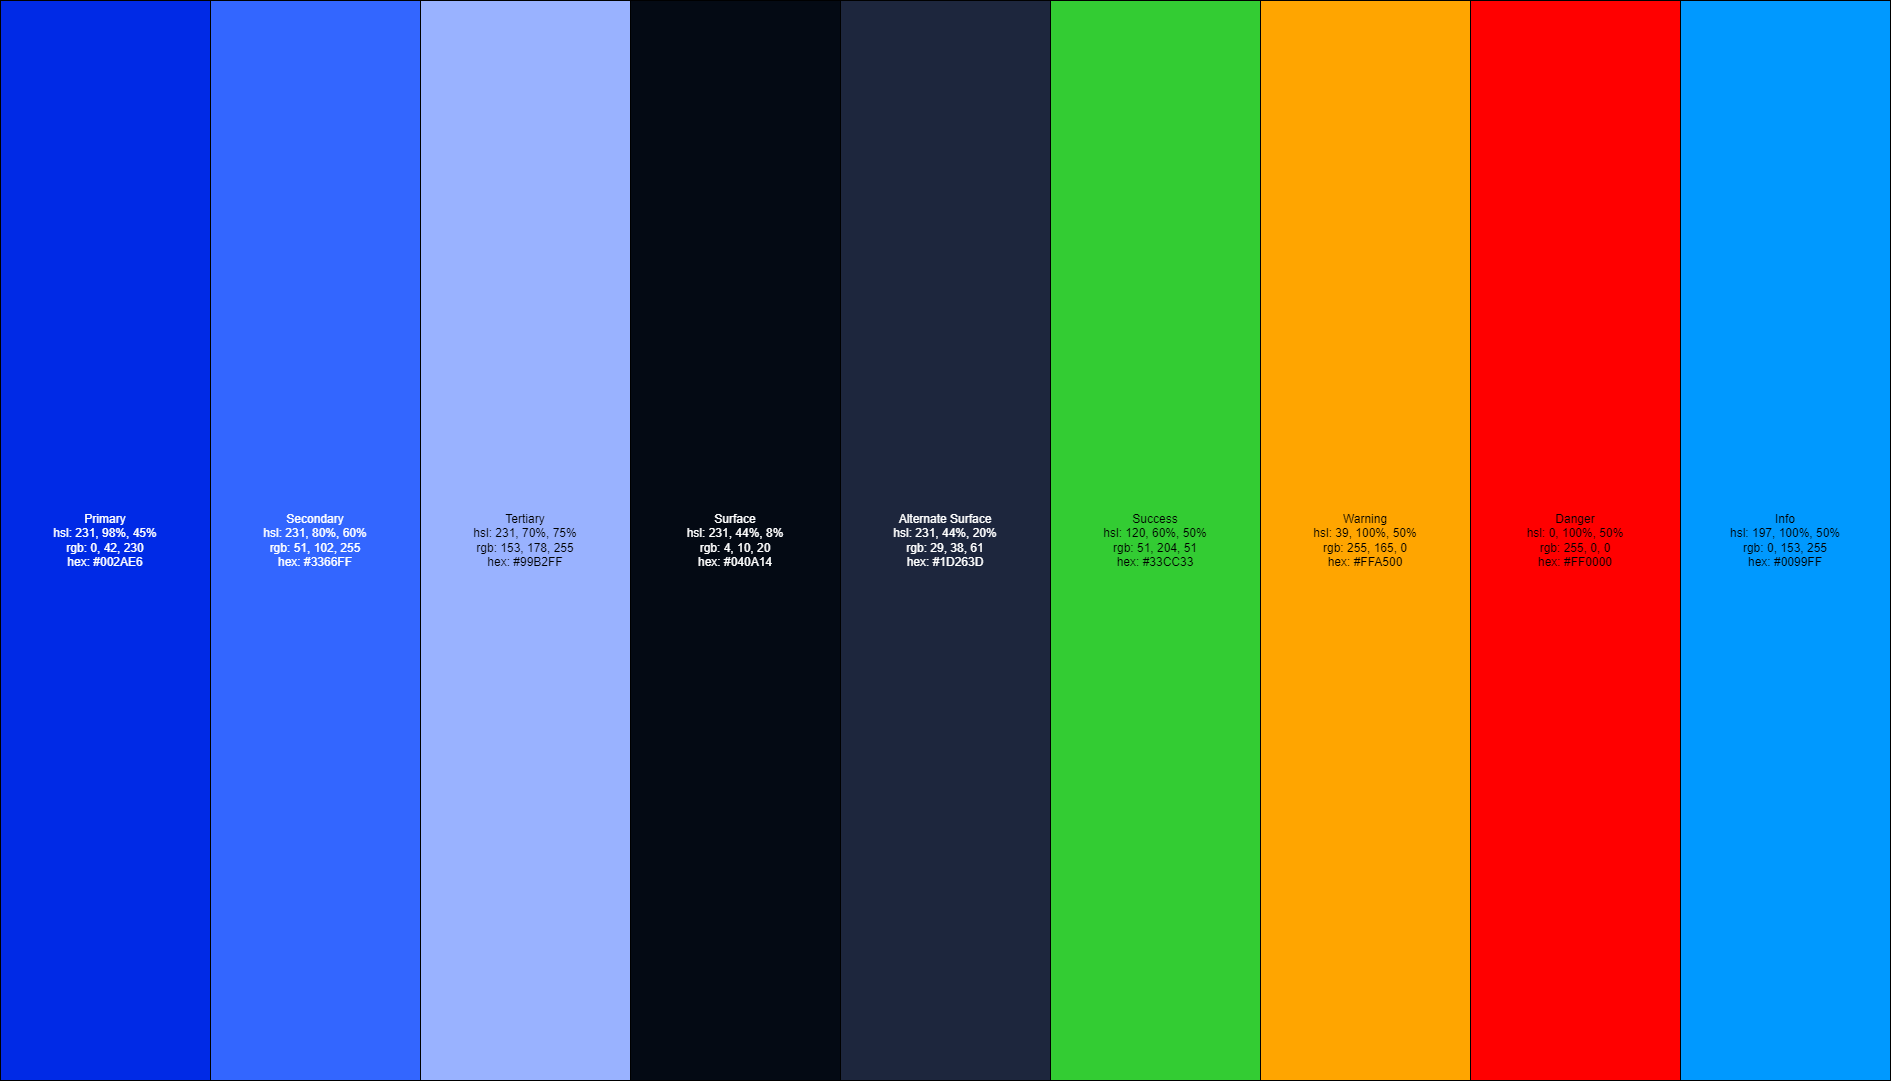 Primary
hsl: 231, 98%, 45%
rgb: 0, 42, 230
hex: #002AE6
Secondary
hsl: 231, 80%, 60%
rgb: 51, 102, 255
hex: #3366FF
Tertiary
hsl: 231, 70%, 75%
rgb: 153, 178, 255
hex: #99B2FF
Surface
hsl: 231, 44%, 8%
rgb: 4, 10, 20
hex: #040A14
Alternate Surface
hsl: 231, 44%, 20%
rgb: 29, 38, 61
hex: #1D263D
Success
hsl: 120, 60%, 50%
rgb: 51, 204, 51
hex: #33CC33
Warning
hsl: 39, 100%, 50%
rgb: 255, 165, 0
hex: #FFA500
Danger
hsl: 0, 100%, 50%
rgb: 255, 0, 0
hex: #FF0000
Info
hsl: 197, 100%, 50%
rgb: 0, 153, 255
hex: #0099FF